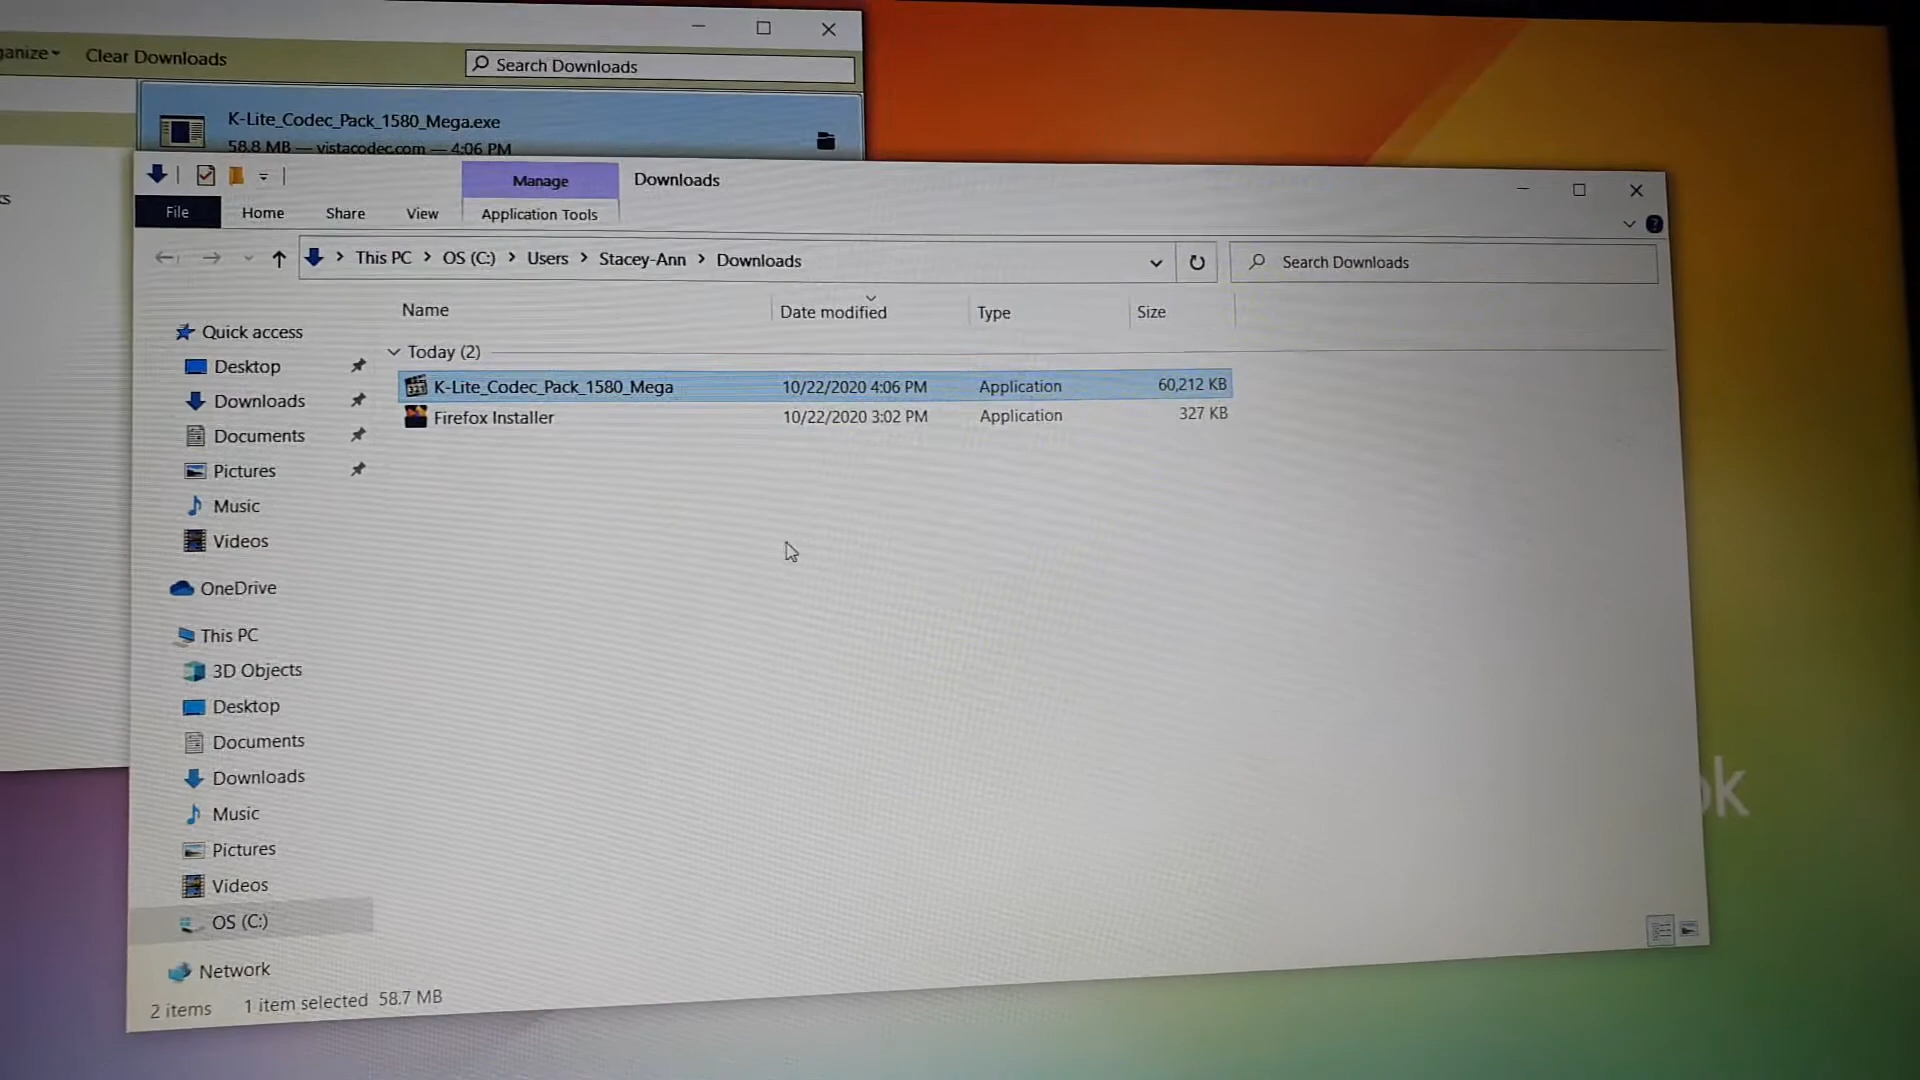 anize
Clear Downloads
Search Downloads
K-Lite_Codec_Pack_1580_Mega.exe
58.8 MB — vistacodec.com — 4:06 PM
s
Manage
Downloads
File
Home
Share
View
Application Tools
This PC > OS (C:) > Users > Stacey-Ann > Downloads
Search Downloads
Name
Date modified
Type
Size
Today (2)
K-Lite_Codec_Pack_1580_Mega 10/22/2020 4:06 PM Application 60,212 KB
Firefox Installer 10/22/2020 3:02 PM Application 327 KB
Quick access
Desktop
Downloads
Documents
Pictures
Music
Videos
OneDrive
This PC
3D Objects
Desktop
Documents
Downloads
Music
Pictures
Videos
OS (C:)
Network
2 items 1 item selected 58.7 MB
ok